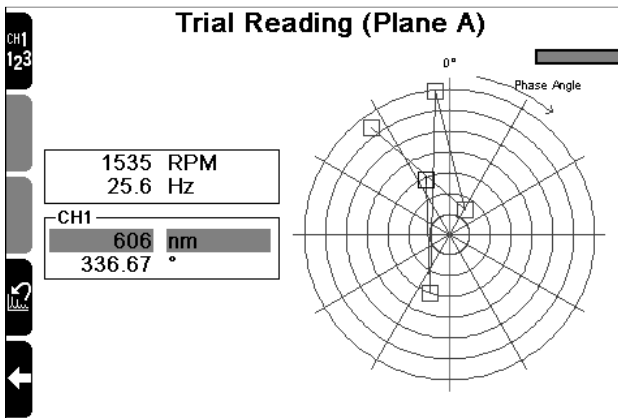 Trial Reading (Plane A)
CH1
123
0°
Phase Angle
1535 RPM
25.6 Hz
CH1
606 nm
336.67 °